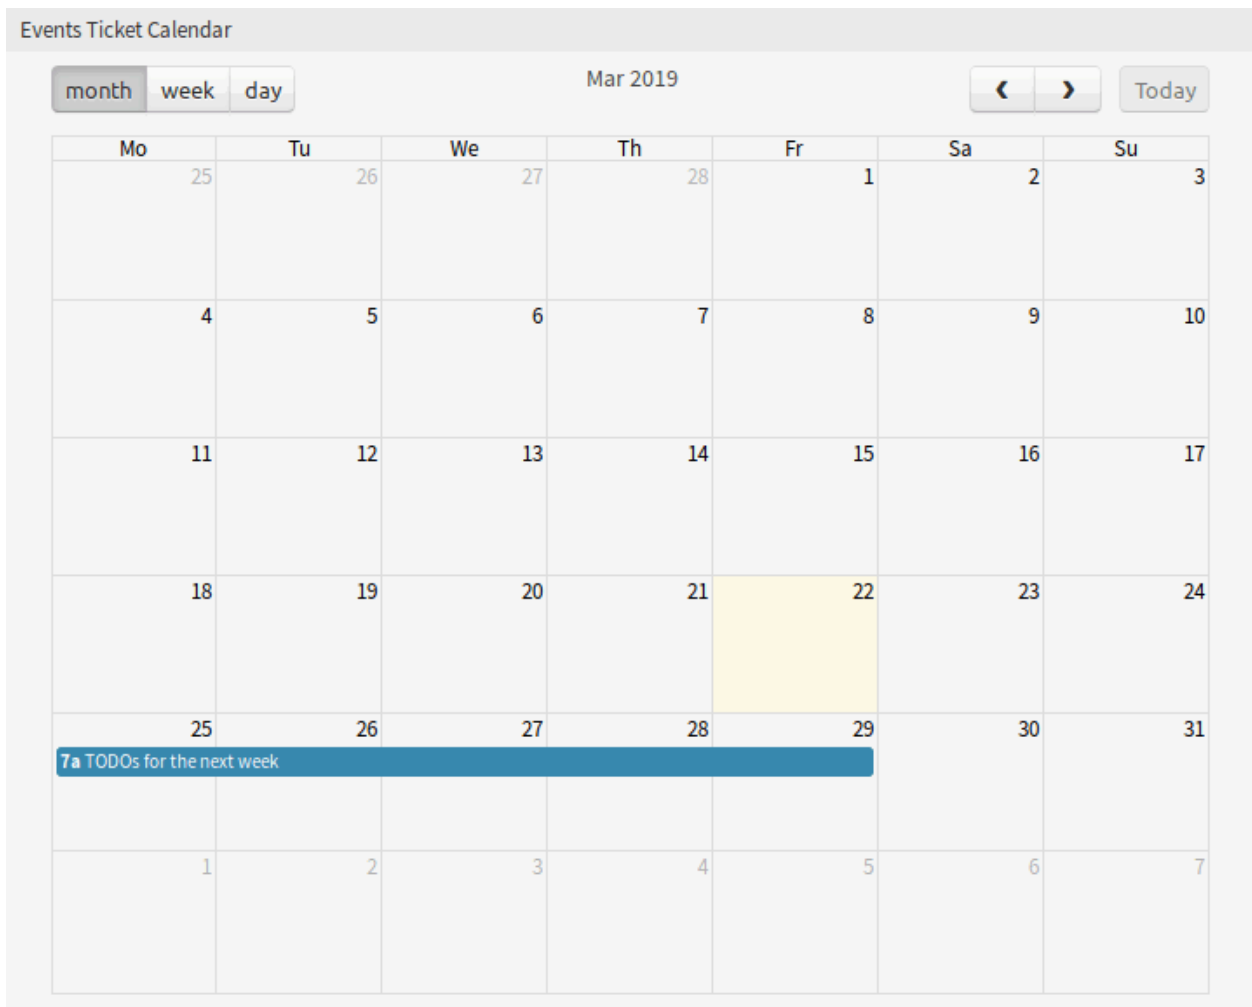 Events Ticket Calendar
month week day Mar 2019 ❮ ❯ Today
Mo Tu We Th Fr Sa Su
25 26 27 28 1 2 3
4 5 6 7 8 9 10
11 12 13 14 15 16 17
18 19 20 21 22 23 24
25 26 27 28 29 30 31
7a TODOs for the next week
1 2 3 4 5 6 7